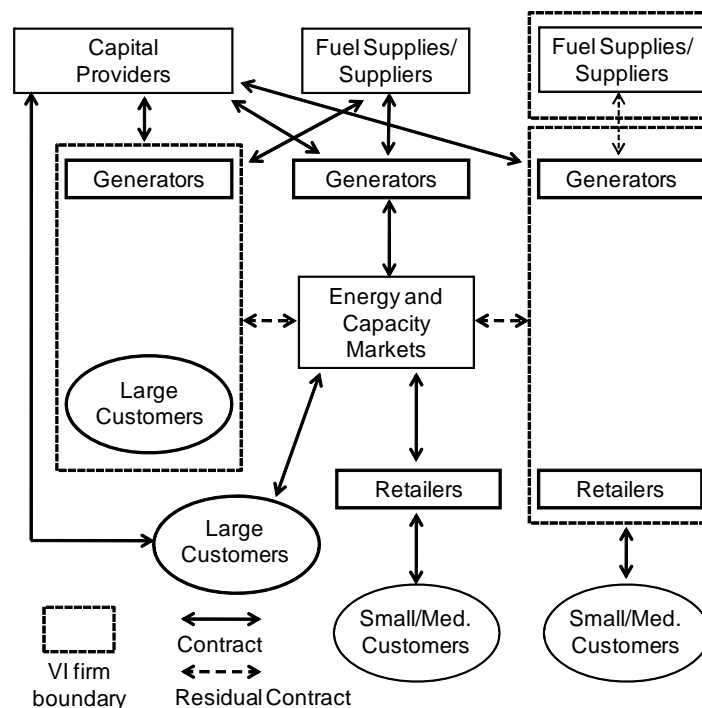 Capital
Providers
Fuel Supplies/
Suppliers
Fuel Supplies/
Suppliers
Generators
Generators
Generators
Energy and
Capacity
Markets
Large
Customers
Retailers
Retailers
Large
Customers
Small/Med.
Customers
Small/Med.
Customers
VI firm
boundary
Contract
Residual Contract